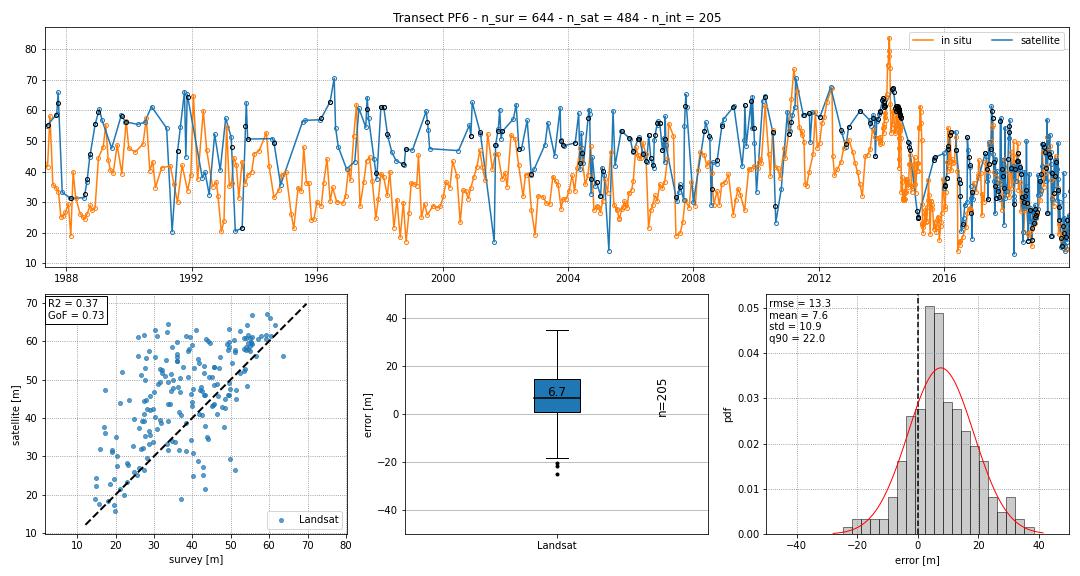 Transect PF6 - n_sur = 644 - n_sat = 484 - n_int = 205
in situ
satellite
80
70
60
50
40
30
20
10
1988
1992
1996
2000
2004
2008
2012
2016
R2 = 0.37
GoF = 0.73
satellite [m]
70
60
50
40
30
20
10
Landsat
10
20
30
40
50
60
70
80
survey [m]
error [m]
40
20
0
−20
−40
6.7
n=205
Landsat
rmse = 13.3
mean = 7.6
std = 10.9
q90 = 22.0
pdf
0.05
0.04
0.03
0.02
0.01
0.00
−40
−20
0
20
40
error [m]